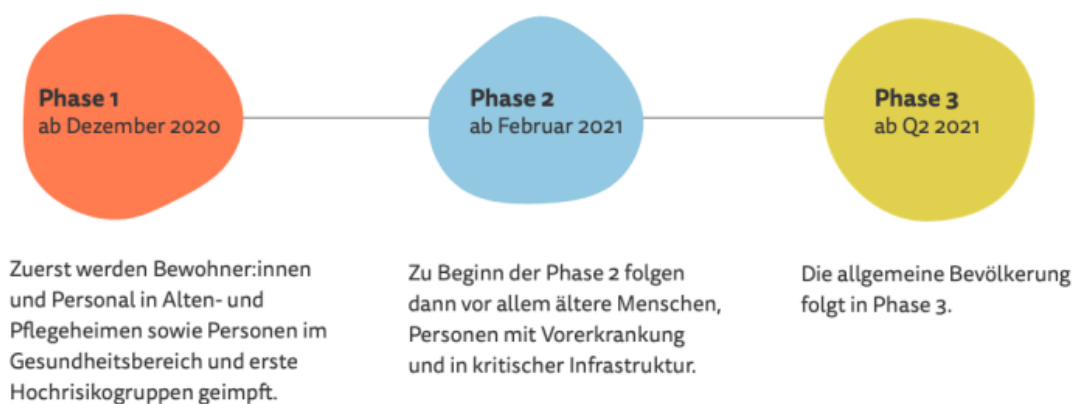 Phase 1
ab Dezember 2020
Phase 2
ab Februar 2021
Phase 3
ab Q2 2021
Zuerst werden Bewohner:innen
und Personal in Alten- und
Pflegeheimen sowie Personen im
Gesundheitsbereich und erste
Hochrisikogruppen geimpft.
Zu Beginn der Phase 2 folgen
dann vor allem ältere Menschen,
Personen mit Vorerkrankung
und in kritischer Infrastruktur.
Die allgemeine Bevölkerung
folgt in Phase 3.